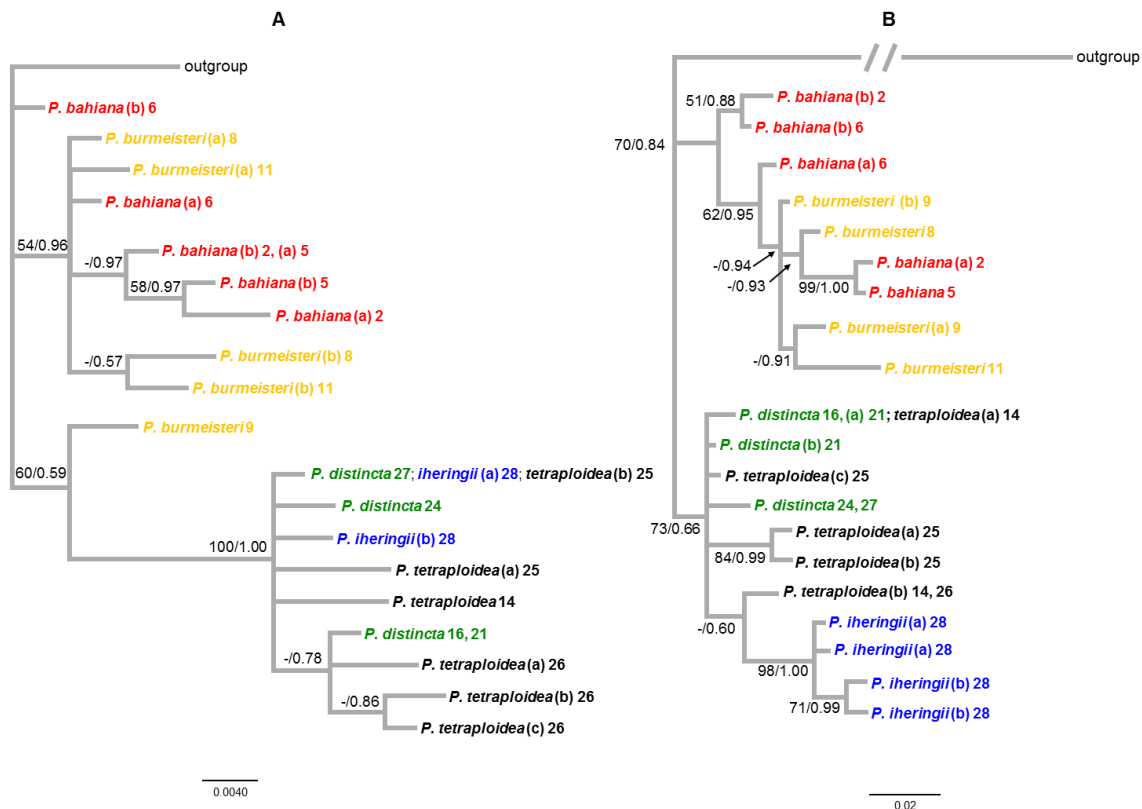 A
outgroup
P. bahiana (b) 6
P. burmeisteri (a) 8
P. burmeisteri (a) 11
P. bahiana (a) 6
54/0.96
P. bahiana (b) 2, (a) 5
-/0.97
P. bahiana (b) 5
58/0.97
P. bahiana (a) 2
P. burmeisteri (b) 8
-/0.57
P. burmeisteri (b) 11
P. burmeisteri 9
60/0.59
P. distincta 27; iheringii (a) 28; tetraploidea (b) 25
P. distincta 24
P. iheringii (b) 28
100/1.00
P. tetraploidea (a) 25
P. tetraploidea 14
P. distincta 16, 21
-/0.78
P. tetraploidea (a) 26
P. tetraploidea (b) 26
-/0.86
P. tetraploidea (c) 26
0.0040
B
outgroup
P. bahiana (b) 2
51/0.88
P. bahiana (b) 6
70/0.84
P. bahiana (a) 6
P. burmeisteri (b) 9
62/0.95
P. burmeisteri 8
P. bahiana (a) 2
-/0.94
-/0.93
99/1.00
P. bahiana 5
P. burmeisteri (a) 9
-/0.91
P. burmeisteri 11
P. distincta 16, (a) 21; tetraploidea (a) 14
P. distincta (b) 21
P. tetraploidea (c) 25
P. distincta 24, 27
73/0.66
P. tetraploidea (a) 25
84/0.99
P. tetraploidea (b) 25
P. tetraploidea (b) 14, 26
-/0.60
P. iheringii (a) 28
P. iheringii (a) 28
98/1.00
P. iheringii (b) 28
71/0.99
P. iheringii (b) 28
0.02